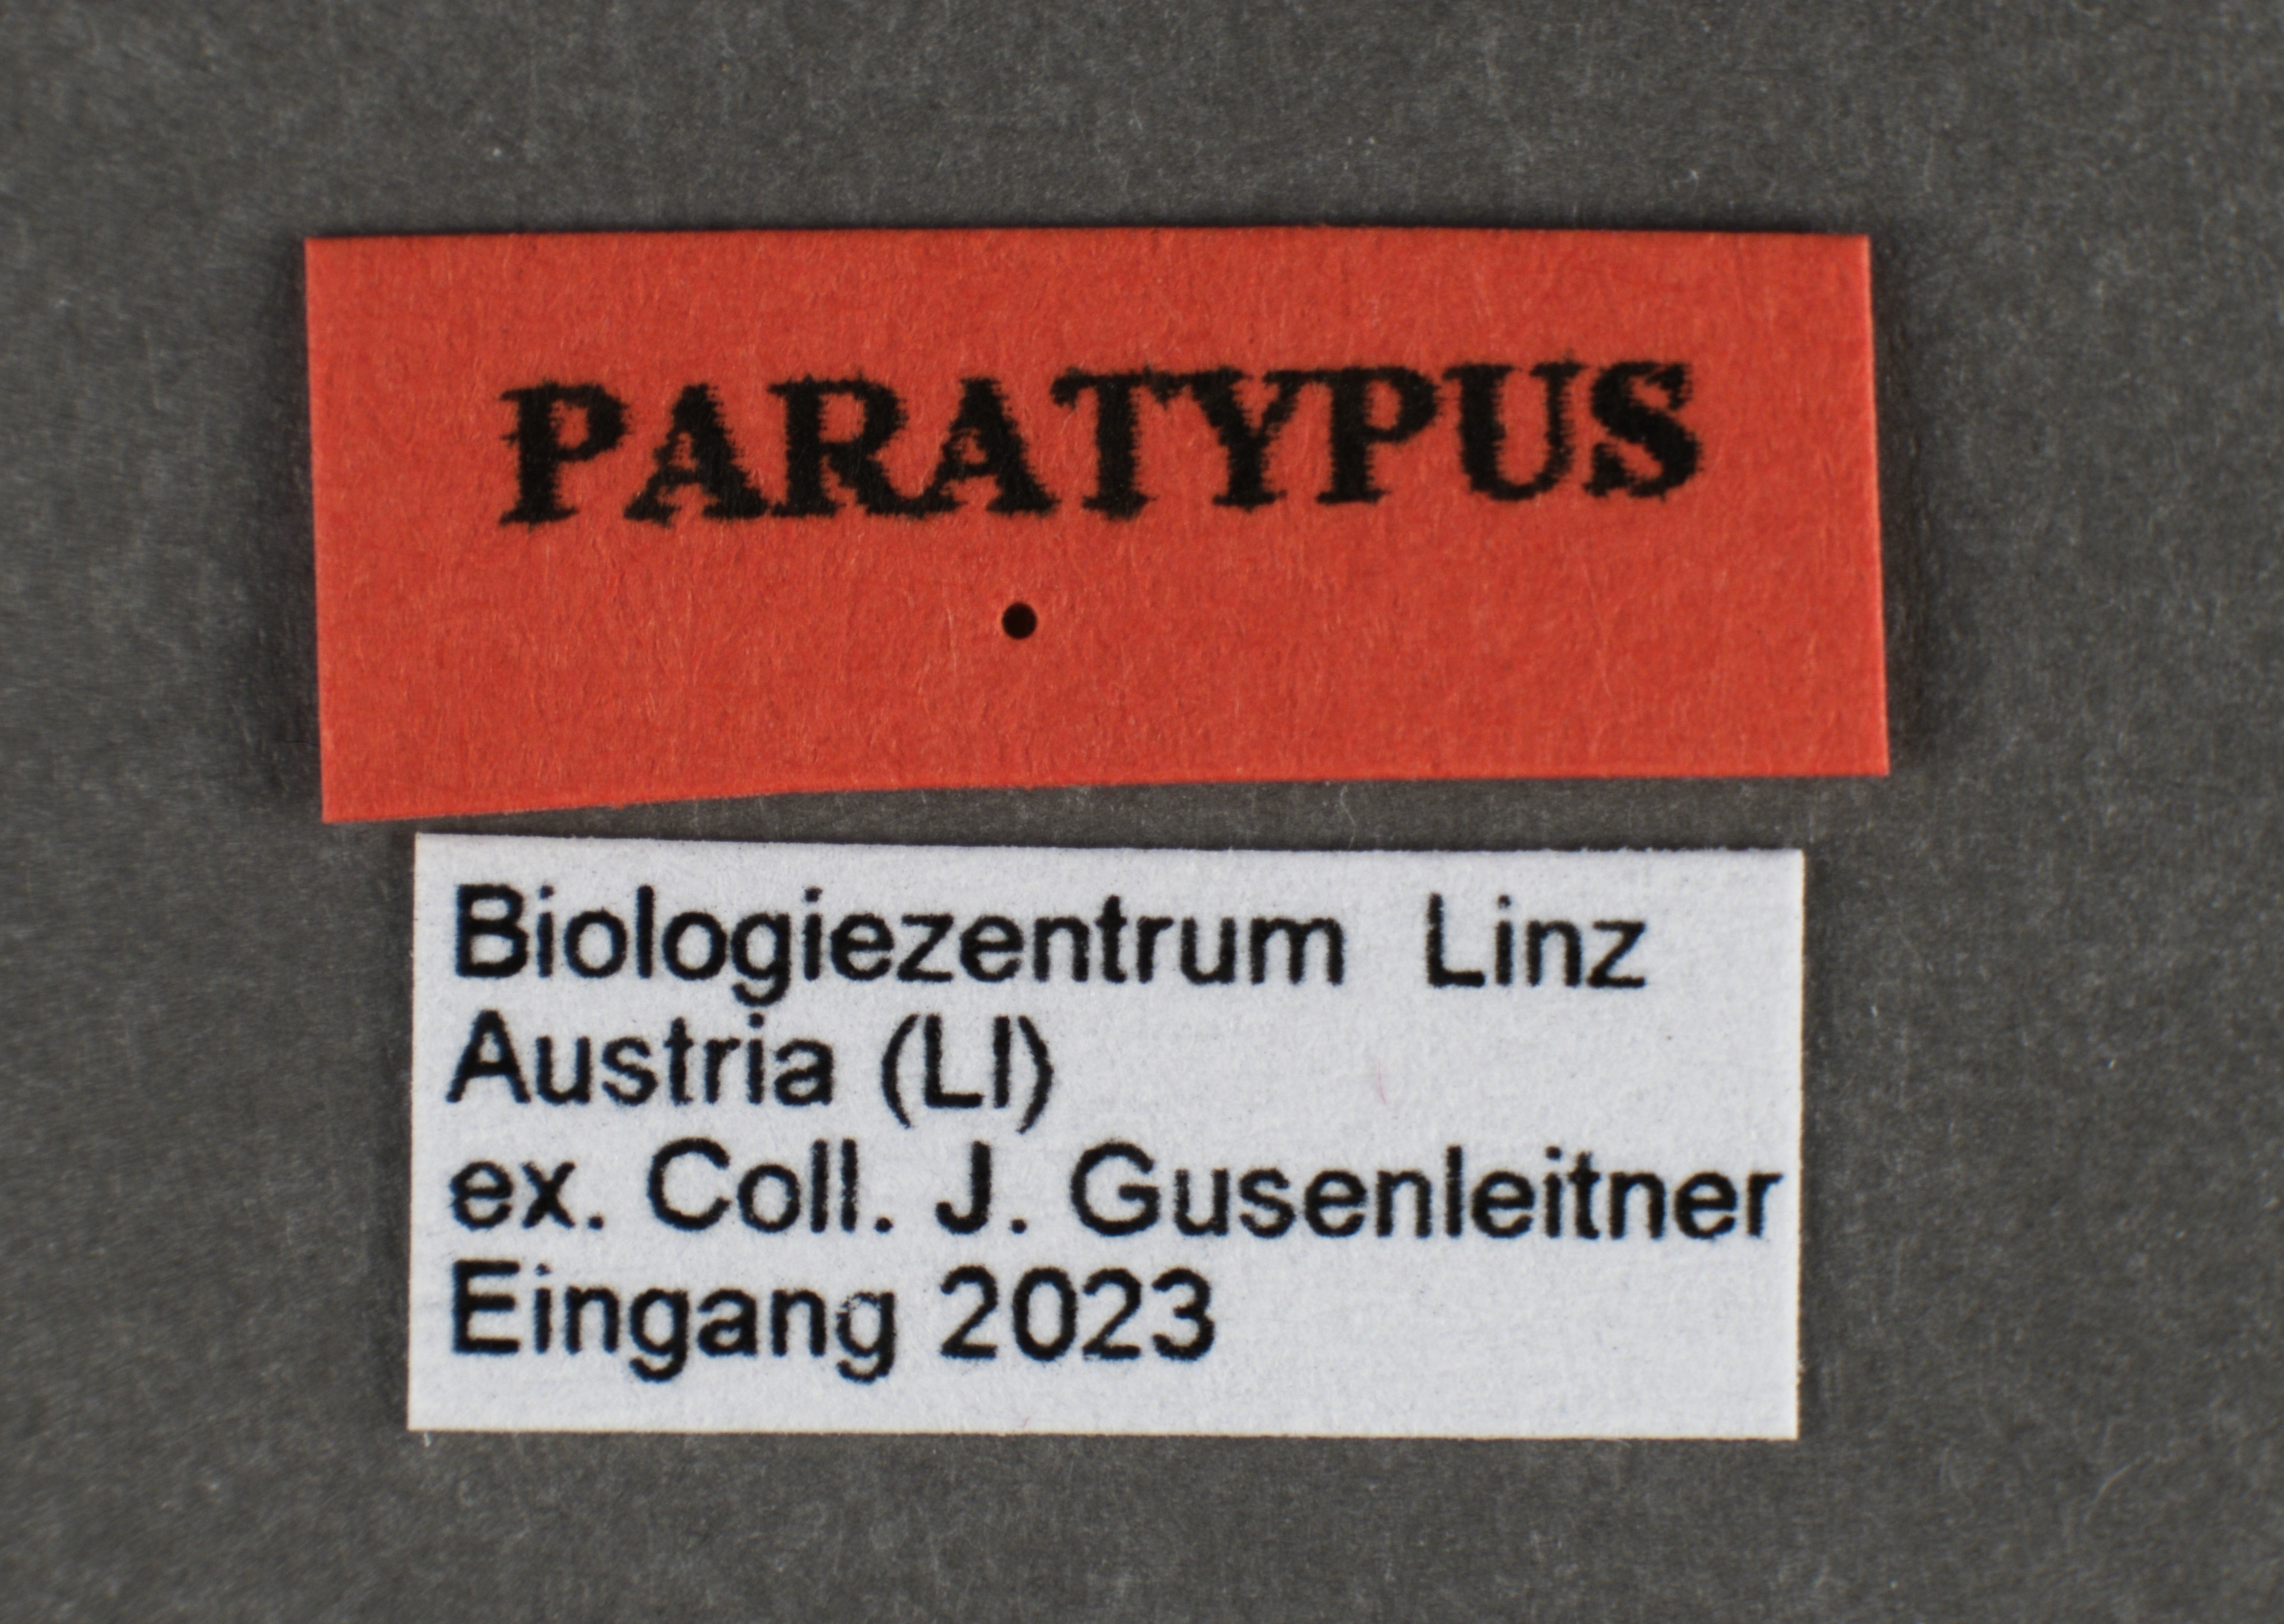 PARATYPUS
Biologiezentrum Linz
Austria (LI)
ex. Coll. J. Gusenleitner
Eingang 2023